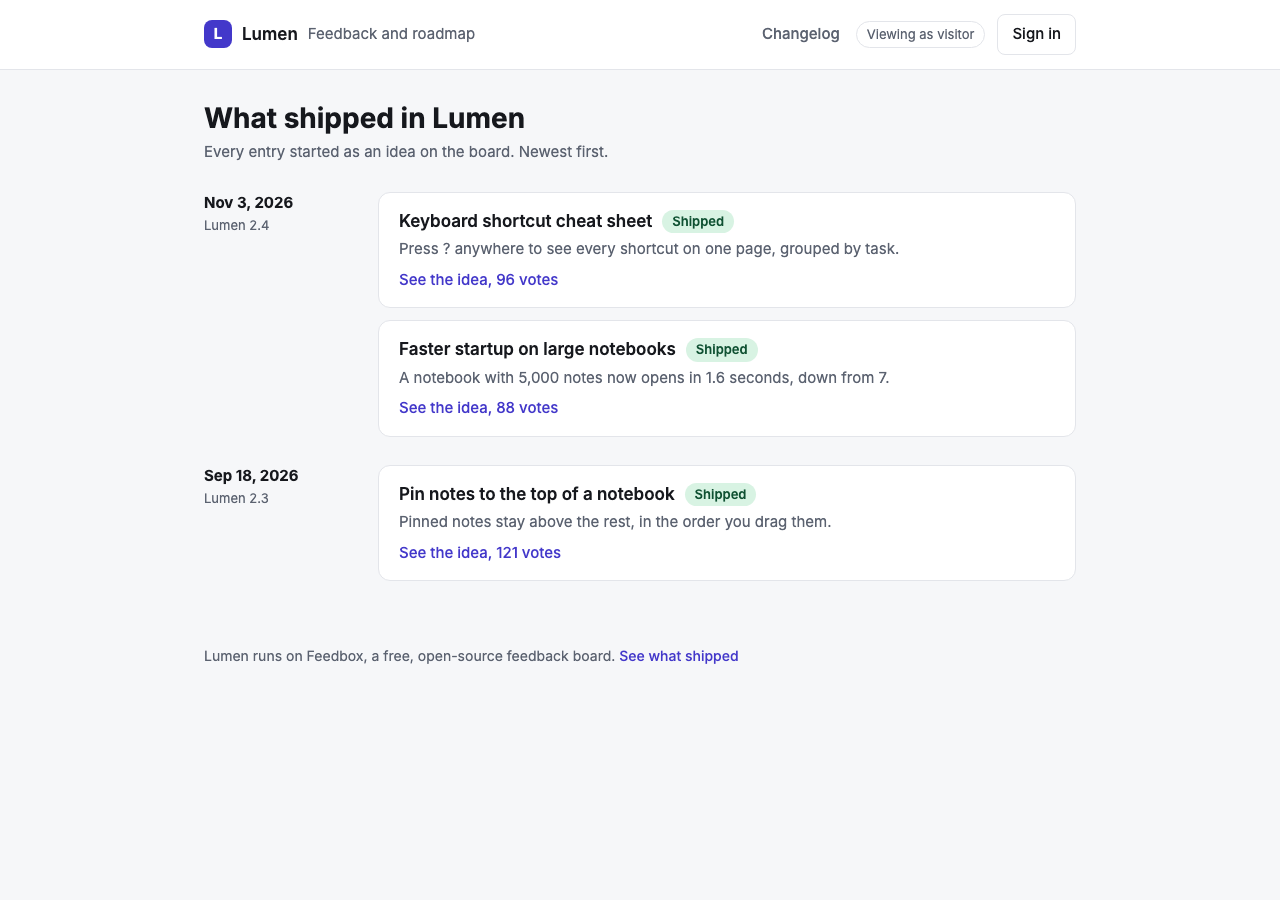 L Lumen Feedback and roadmap Changelog Viewing as visitor Sign in
What shipped in Lumen
Every entry started as an idea on the board. Newest first.
Nov 3, 2026
Lumen 2.4
Keyboard shortcut cheat sheet Shipped
Press ? anywhere to see every shortcut on one page, grouped by task.
See the idea, 96 votes
Faster startup on large notebooks Shipped
A notebook with 5,000 notes now opens in 1.6 seconds, down from 7.
See the idea, 88 votes
Sep 18, 2026
Lumen 2.3
Pin notes to the top of a notebook Shipped
Pinned notes stay above the rest, in the order you drag them.
See the idea, 121 votes
Lumen runs on Feedbox, a free, open-source feedback board. See what shipped